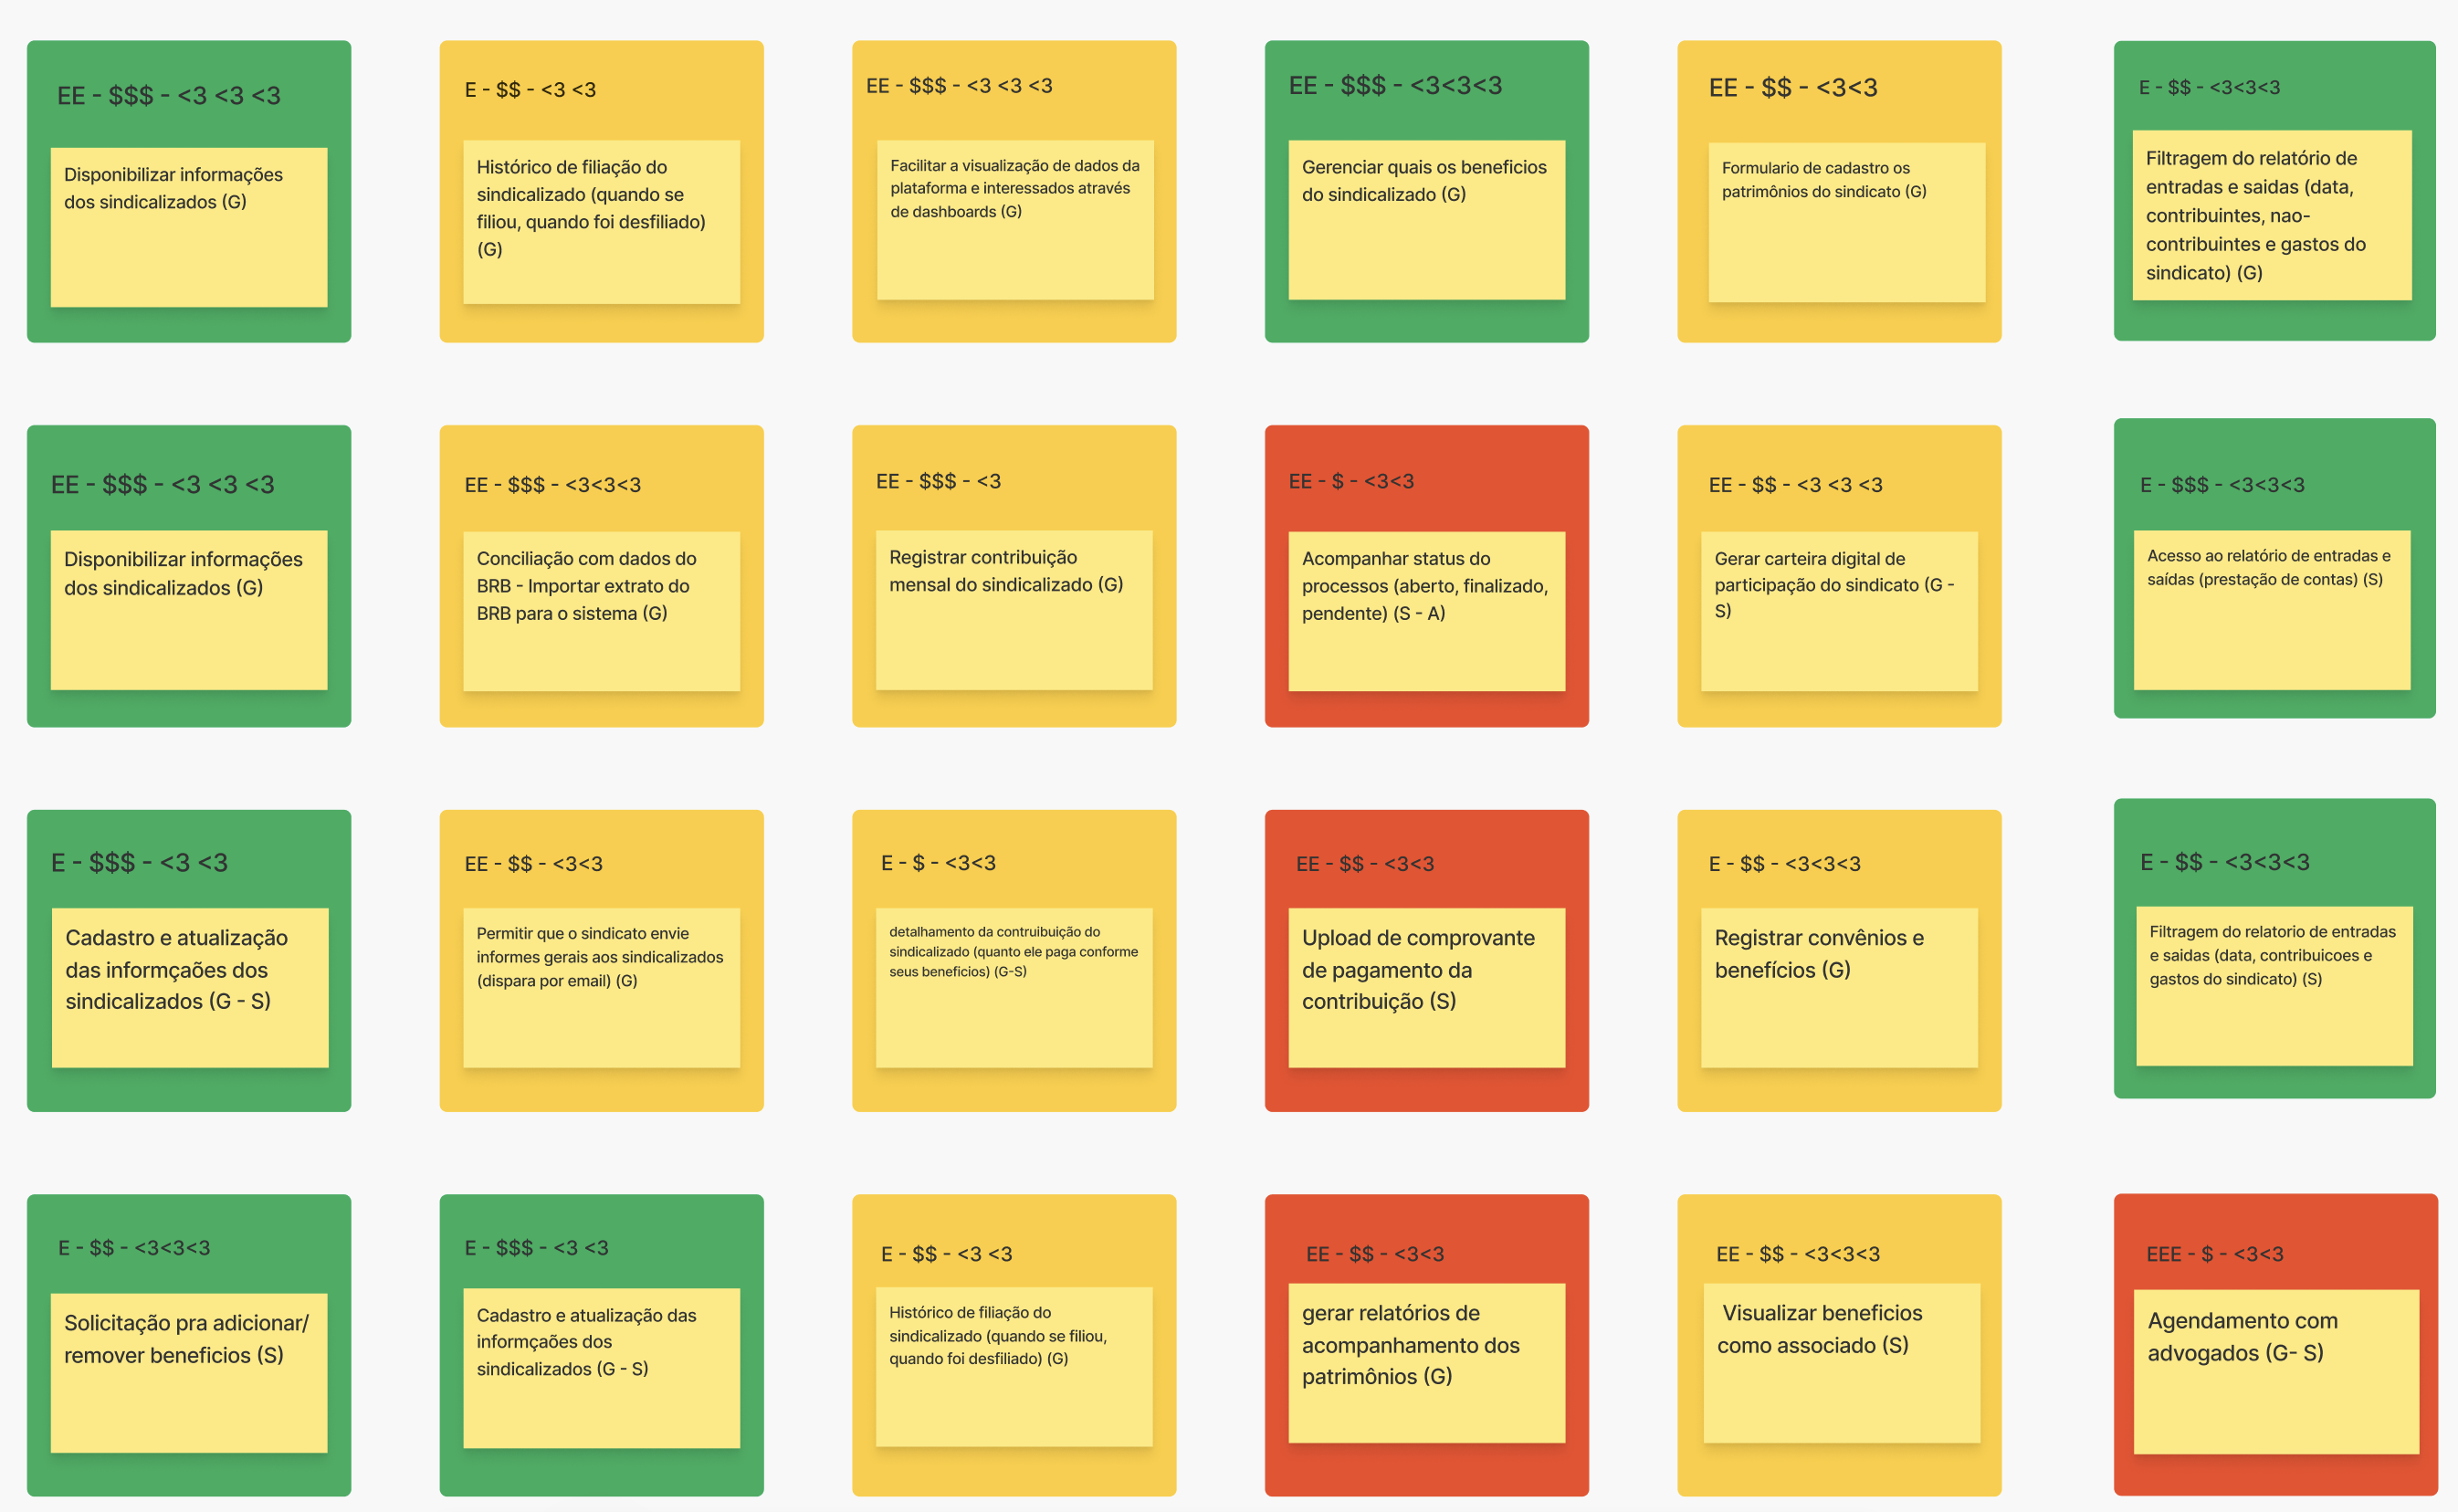 EE - $$$ - <3 <3 <3
Disponibilizar informações
dos sindicalizados (G)
E - $$ - <3 <3
Histórico de filiação do
sindicalizado (quando se
filiou, quando foi desfiliado)
(G)
EE - $$$ - <3 <3 <3
Facilitar a visualização de dados da
plataforma e interessados através
de dashboards (G)
EE - $$$ - <3<3<3
Gerenciar quais os beneficios
do sindicalizado (G)
EE - $$ - <3<3
Formulario de cadastro os
patrimônios do sindicato (G)
E - $$ - <3<3<3
Filtragem do relatório de
entradas e saidas (data,
contribuintes, nao-
contribuintes e gastos do
sindicato) (G)
EE - $$$ - <3 <3 <3
Disponibilizar informações
dos sindicalizados (G)
EE - $$$ - <3<3<3
Conciliação com dados do
BRB - Importar extrato do
BRB para o sistema (G)
EE - $$$ - <3
Registrar contribuição
mensal do sindicalizado (G)
EE - $ - <3<3
Acompanhar status do
processos (aberto, finalizado,
pendente) (S - A)
EE - $$ - <3 <3 <3
Gerar carteira digital de
participação do sindicato (G -
S)
E - $$$ - <3<3<3
Acesso ao relatório de entradas e
saídas (prestação de contas) (S)
E - $$$ - <3 <3
Cadastro e atualização
das informçaões dos
sindicalizados (G - S)
EE - $$ - <3<3
Permitir que o sindicato envie
informes gerais aos sindicalizados
(dispara por email) (G)
E - $ - <3<3
detalhamento da contruibuição do
sindicalizado (quanto ele paga conforme
seus beneficios) (G-S)
EE - $$ - <3<3
Upload de comprovante
de pagamento da
contribuição (S)
E - $$ - <3<3<3
Registrar convênios e
benefícios (G)
E - $$ - <3<3<3
Filtragem do relatorio de entradas
e saidas (data, contribuicoes e
gastos do sindicato) (S)
E - $$ - <3<3<3
Solicitação pra adicionar/
remover beneficios (S)
E - $$$ - <3 <3
Cadastro e atualização das
informçaões dos
sindicalizados (G - S)
E - $$ - <3 <3
Histórico de filiação do
sindicalizado (quando se filiou,
quando foi desfiliado) (G)
EE - $$ - <3<3
gerar relatórios de
acompanhamento dos
patrimônios (G)
EE - $$ - <3<3<3
Visualizar beneficios
como associado (S)
EEE - $ - <3<3
Agendamento com
advogados (G- S)